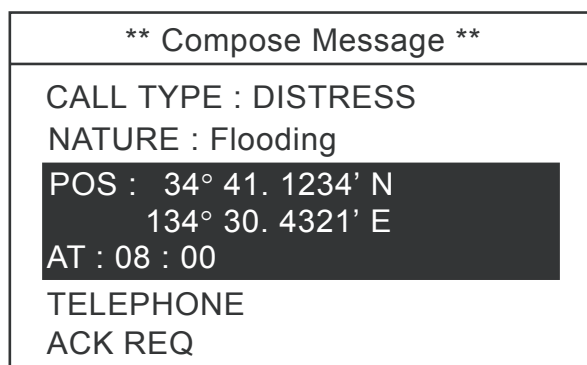 ** Compose Message **
CALL TYPE : DISTRESS
NATURE : Flooding
POS : 34° 41. 1234’ N
134° 30. 4321’ E
AT : 08 : 00
TELEPHONE
ACK REQ